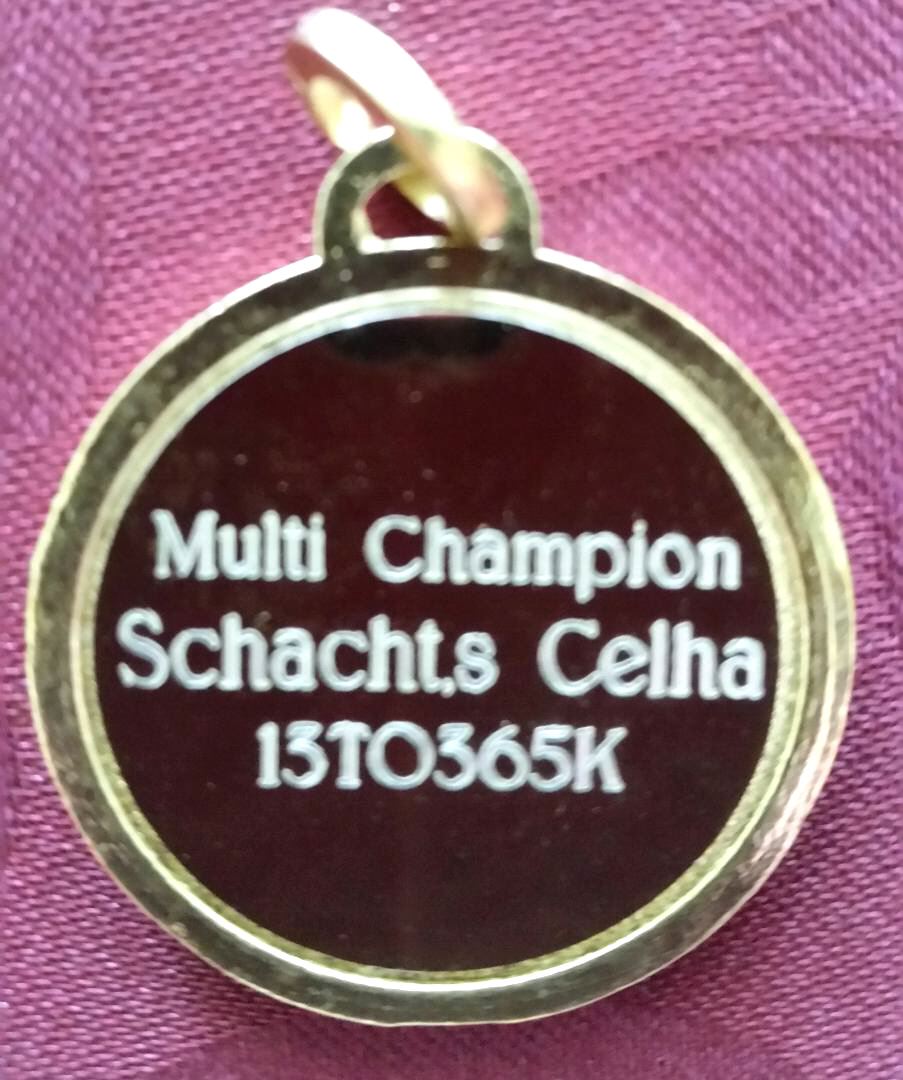 Multi Champion
Schacht,s Celha
13TO365K